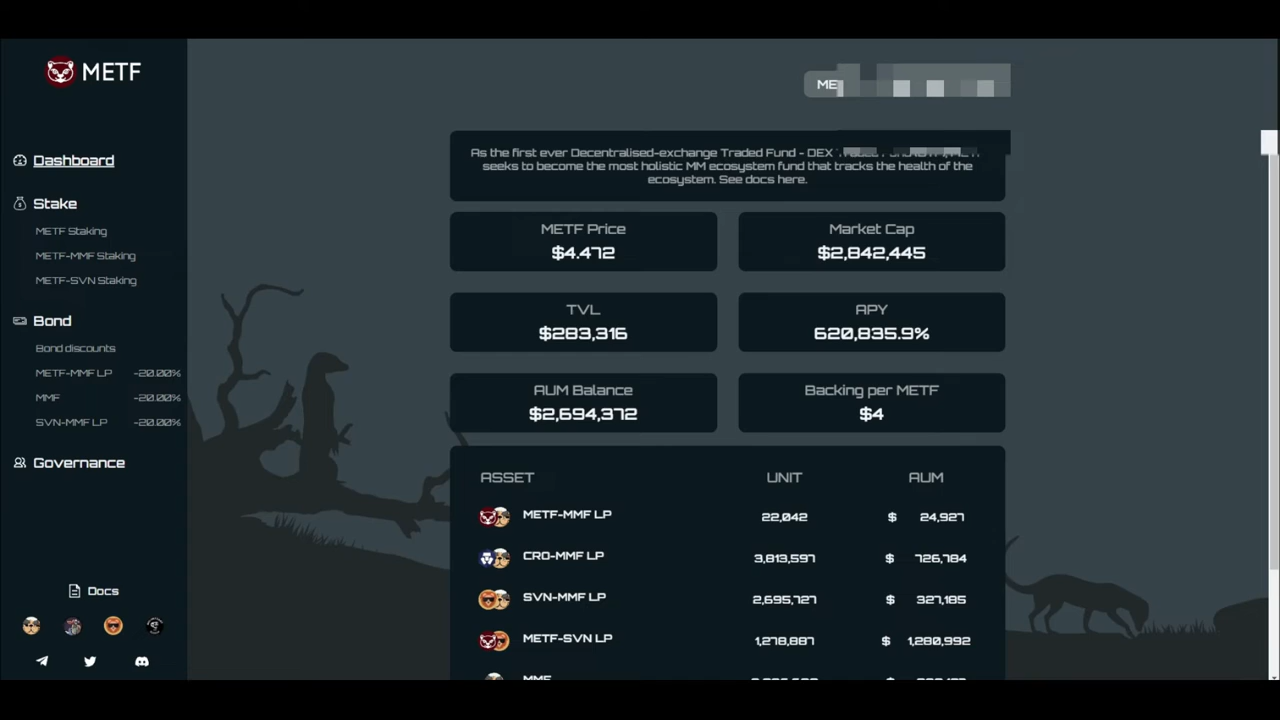 METF
ME
Dashboard
Stake
METF Staking
METF-MMF Staking
METF-SVN Staking
Bond
Bond discounts
METF-MMF LP -20.00%
MMF -20.00%
SVN-MMF LP -20.00%
Governance
Docs
As the first ever Decentralised-exchange Traded Fund - DEX
seeks to become the most holistic MM ecosystem fund that tracks the health of the
ecosystem. See docs here.
METF Price
$4.472
Market Cap
$2,842,445
TVL
$283,316
APY
620,835.9%
AUM Balance
$2,694,372
Backing per METF
$4
ASSET UNIT AUM
METF-MMF LP 22,042 $ 24,927
CRO-MMF LP 3,813,597 $ 726,784
SVN-MMF LP 2,695,727 $ 327,185
METF-SVN LP 1,278,887 $ 1,280,992
MMF